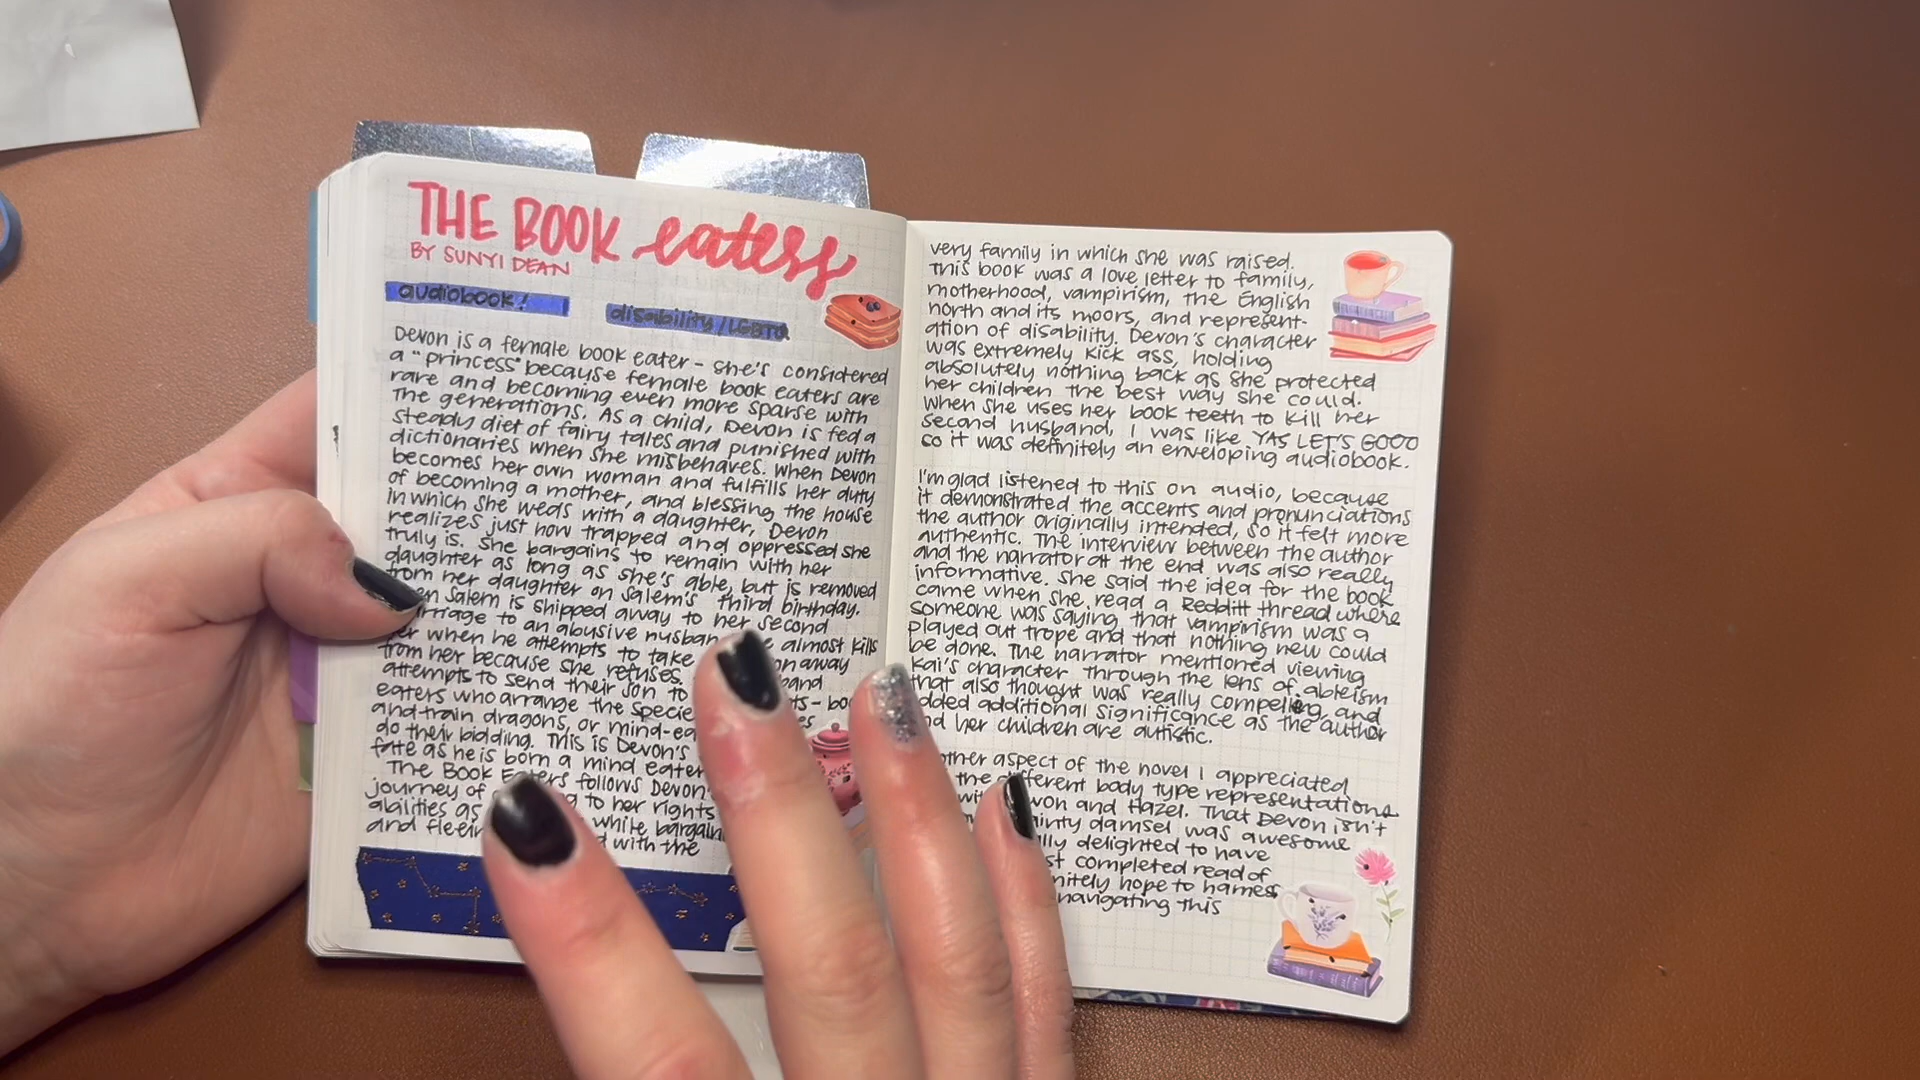 THE BOOK eaters
BY SUNYI DEAN
audiobook!
disability/LGBTQ
Devon is a female book eater - she's considered
a "princess" because female book eaters are
rare and becoming even more sparse with
the generations. As a child, Devon is fed a
steady diet of fairy tales and punished with
dictionaries when she misbehaves. When Devon
becomes her own woman and fulfills her duty
of becoming a mother, and blessing the house
in which she weds with a daughter, Devon
realizes just how trapped and oppressed she
truly is. She bargains to remain with her
daughter as long as she's able, but is removed
from her daughter on Salem's third birthday.
Salem is shipped away to her second
to an abusive husband almost kills
her when he attempts to take away
from her because she refuses.
attempts to send their son to
eaters who arrange the
and train dragons, or
do their bidding. This is Devon's
fate as he is born a mind eater
The Book Eaters follows Devon
journey of to her rights
abilities as while
and with the
very family in which she was raised.
This book was a love letter to family,
motherhood, vampirism, the English
north and its moors, and represent-
ation of disability. Devon's character
was extremely kick ass, holding
absolutely nothing back as she protected
her children the best way she could.
When she uses her book teeth to kill her
second husband, I was like YAS LET'S GOOO
so it was definitely an enveloping audiobook.
I'm glad I listened to this on audio, because
it demonstrated the accents and pronunciations
the author originally intended, so it felt more
authentic. The interview between the author
and the narrator at the end was also really
informative. She said the idea for the book
came when she read a Redditt thread where
someone was saying that vampirism was a
played out trope and that nothing new could
be done. The narrator mentioned viewing
Kai's character through the lens of ableism
that also thought was really compelling, and
added additional significance as the author
and her children are autistic.
aspect of the novel I appreciated
the different body type representations
and Hazel. That Devon isn't
damsel was awesome
delighted to have
completed read of
hope to harness
navigating this